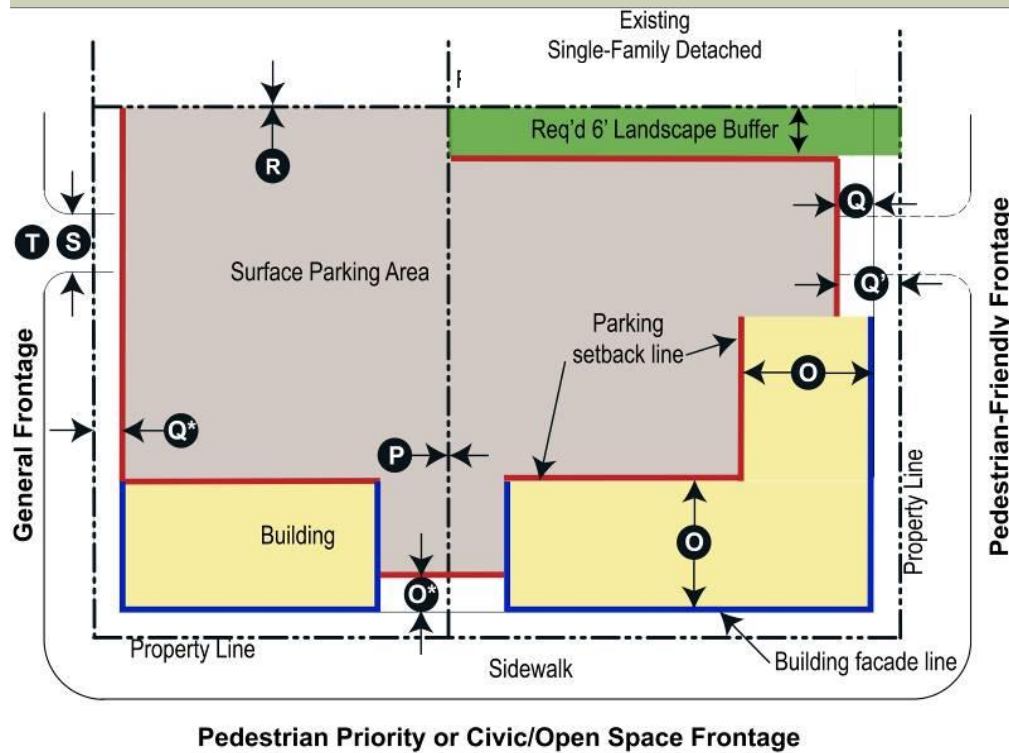 Existing
Single-Family Detached
Req'd 6' Landscape Buffer
R
Q
T S
Q'
Surface Parking Area
Parking
setback line
O
General Frontage
Pedestrian-Friendly Frontage
Q*
P
Property Line
Building
O
O*
Property Line
Sidewalk
Building facade line
Pedestrian Priority or Civic/Open Space Frontage